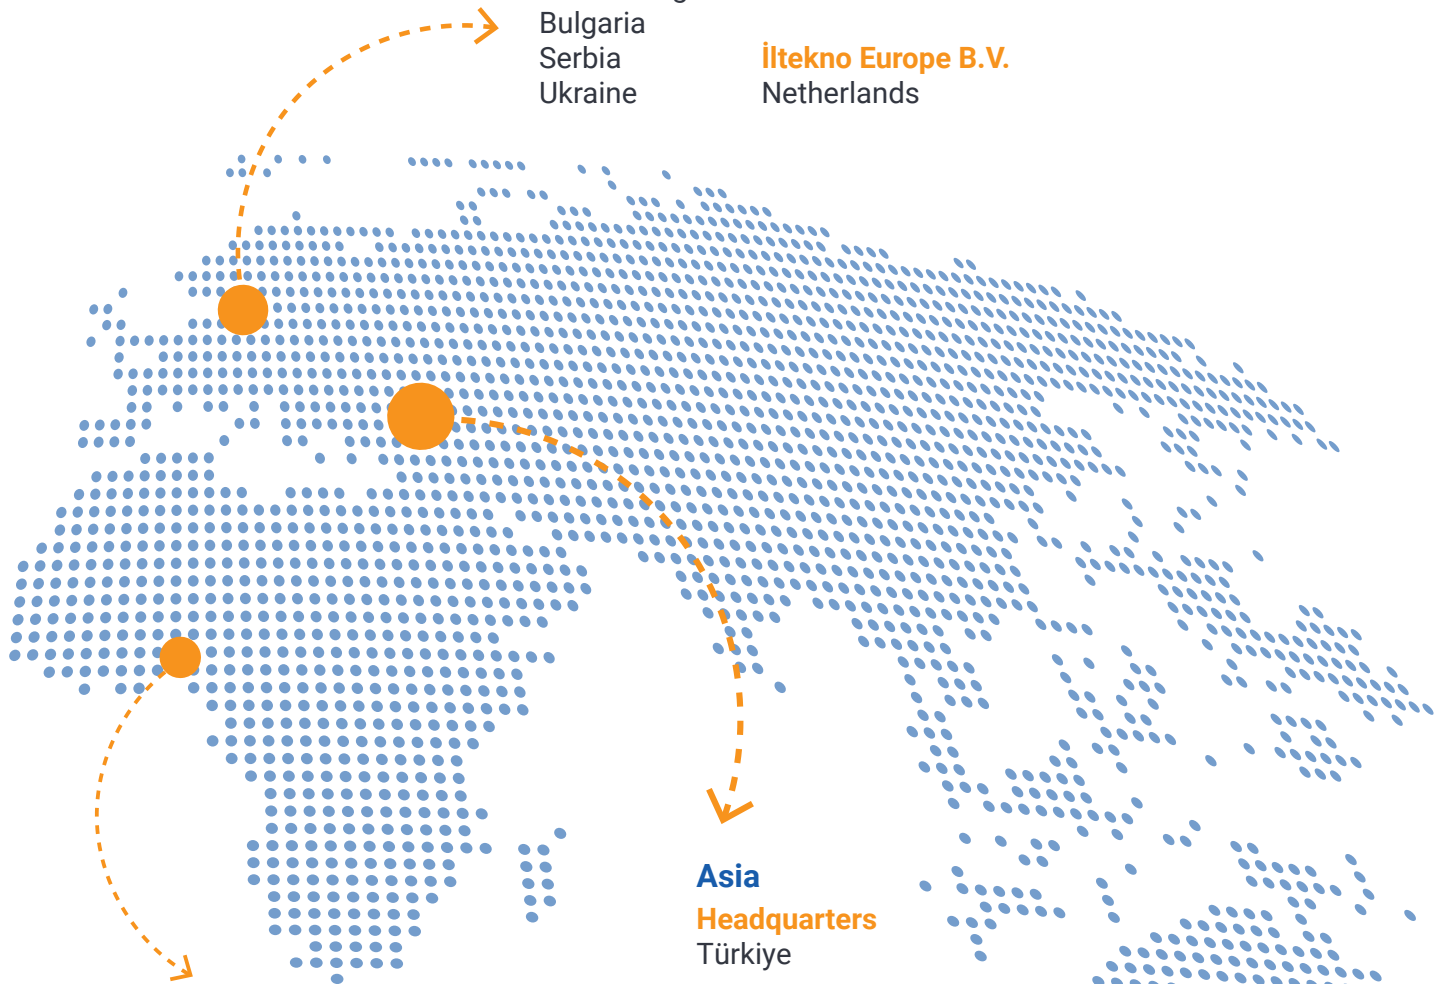 Bulgaria
Serbia
Ukraine
İltekno Europe B.V.
Netherlands
Asia
Headquarters
Türkiye